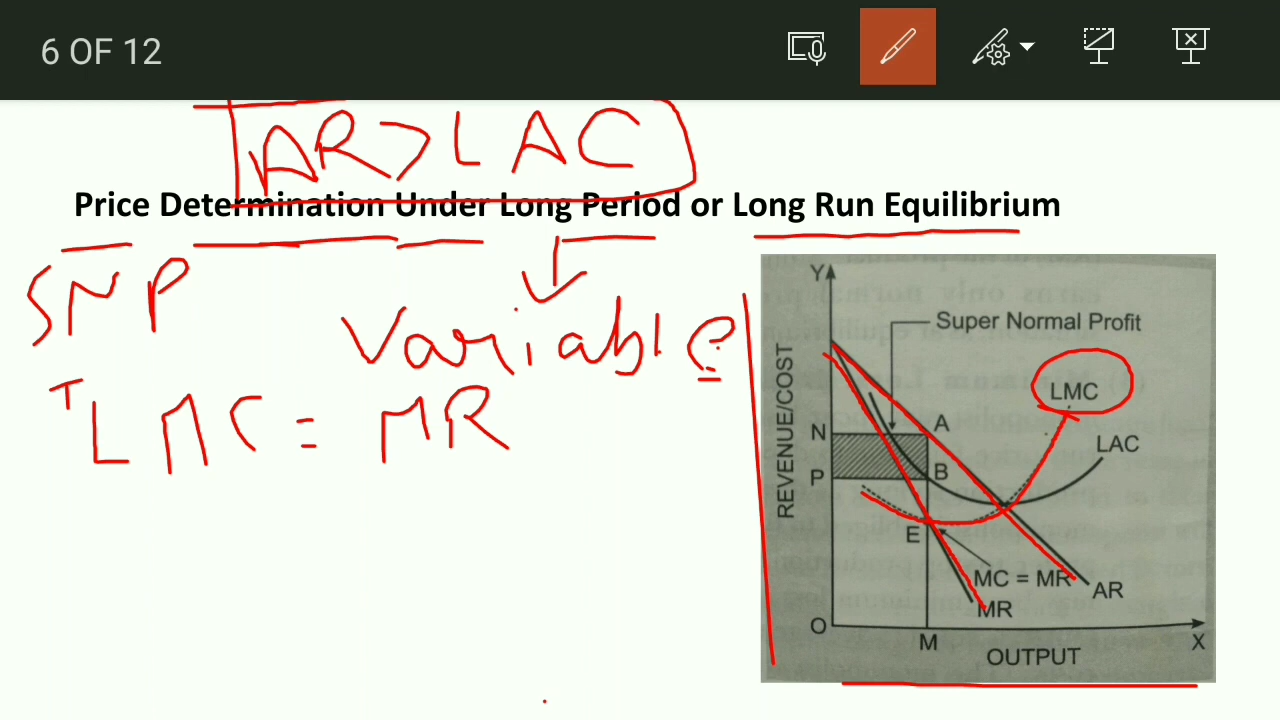 6 OF 12
AR > LAC
Price Determination Under Long Period or Long Run Equilibrium
SNP
Variable
LMC = MR
Y
Super Normal Profit
REVENUE/COST
LMC
N
A
LAC
P
B
E
MC = MR
AR
MR
O
M
X
OUTPUT